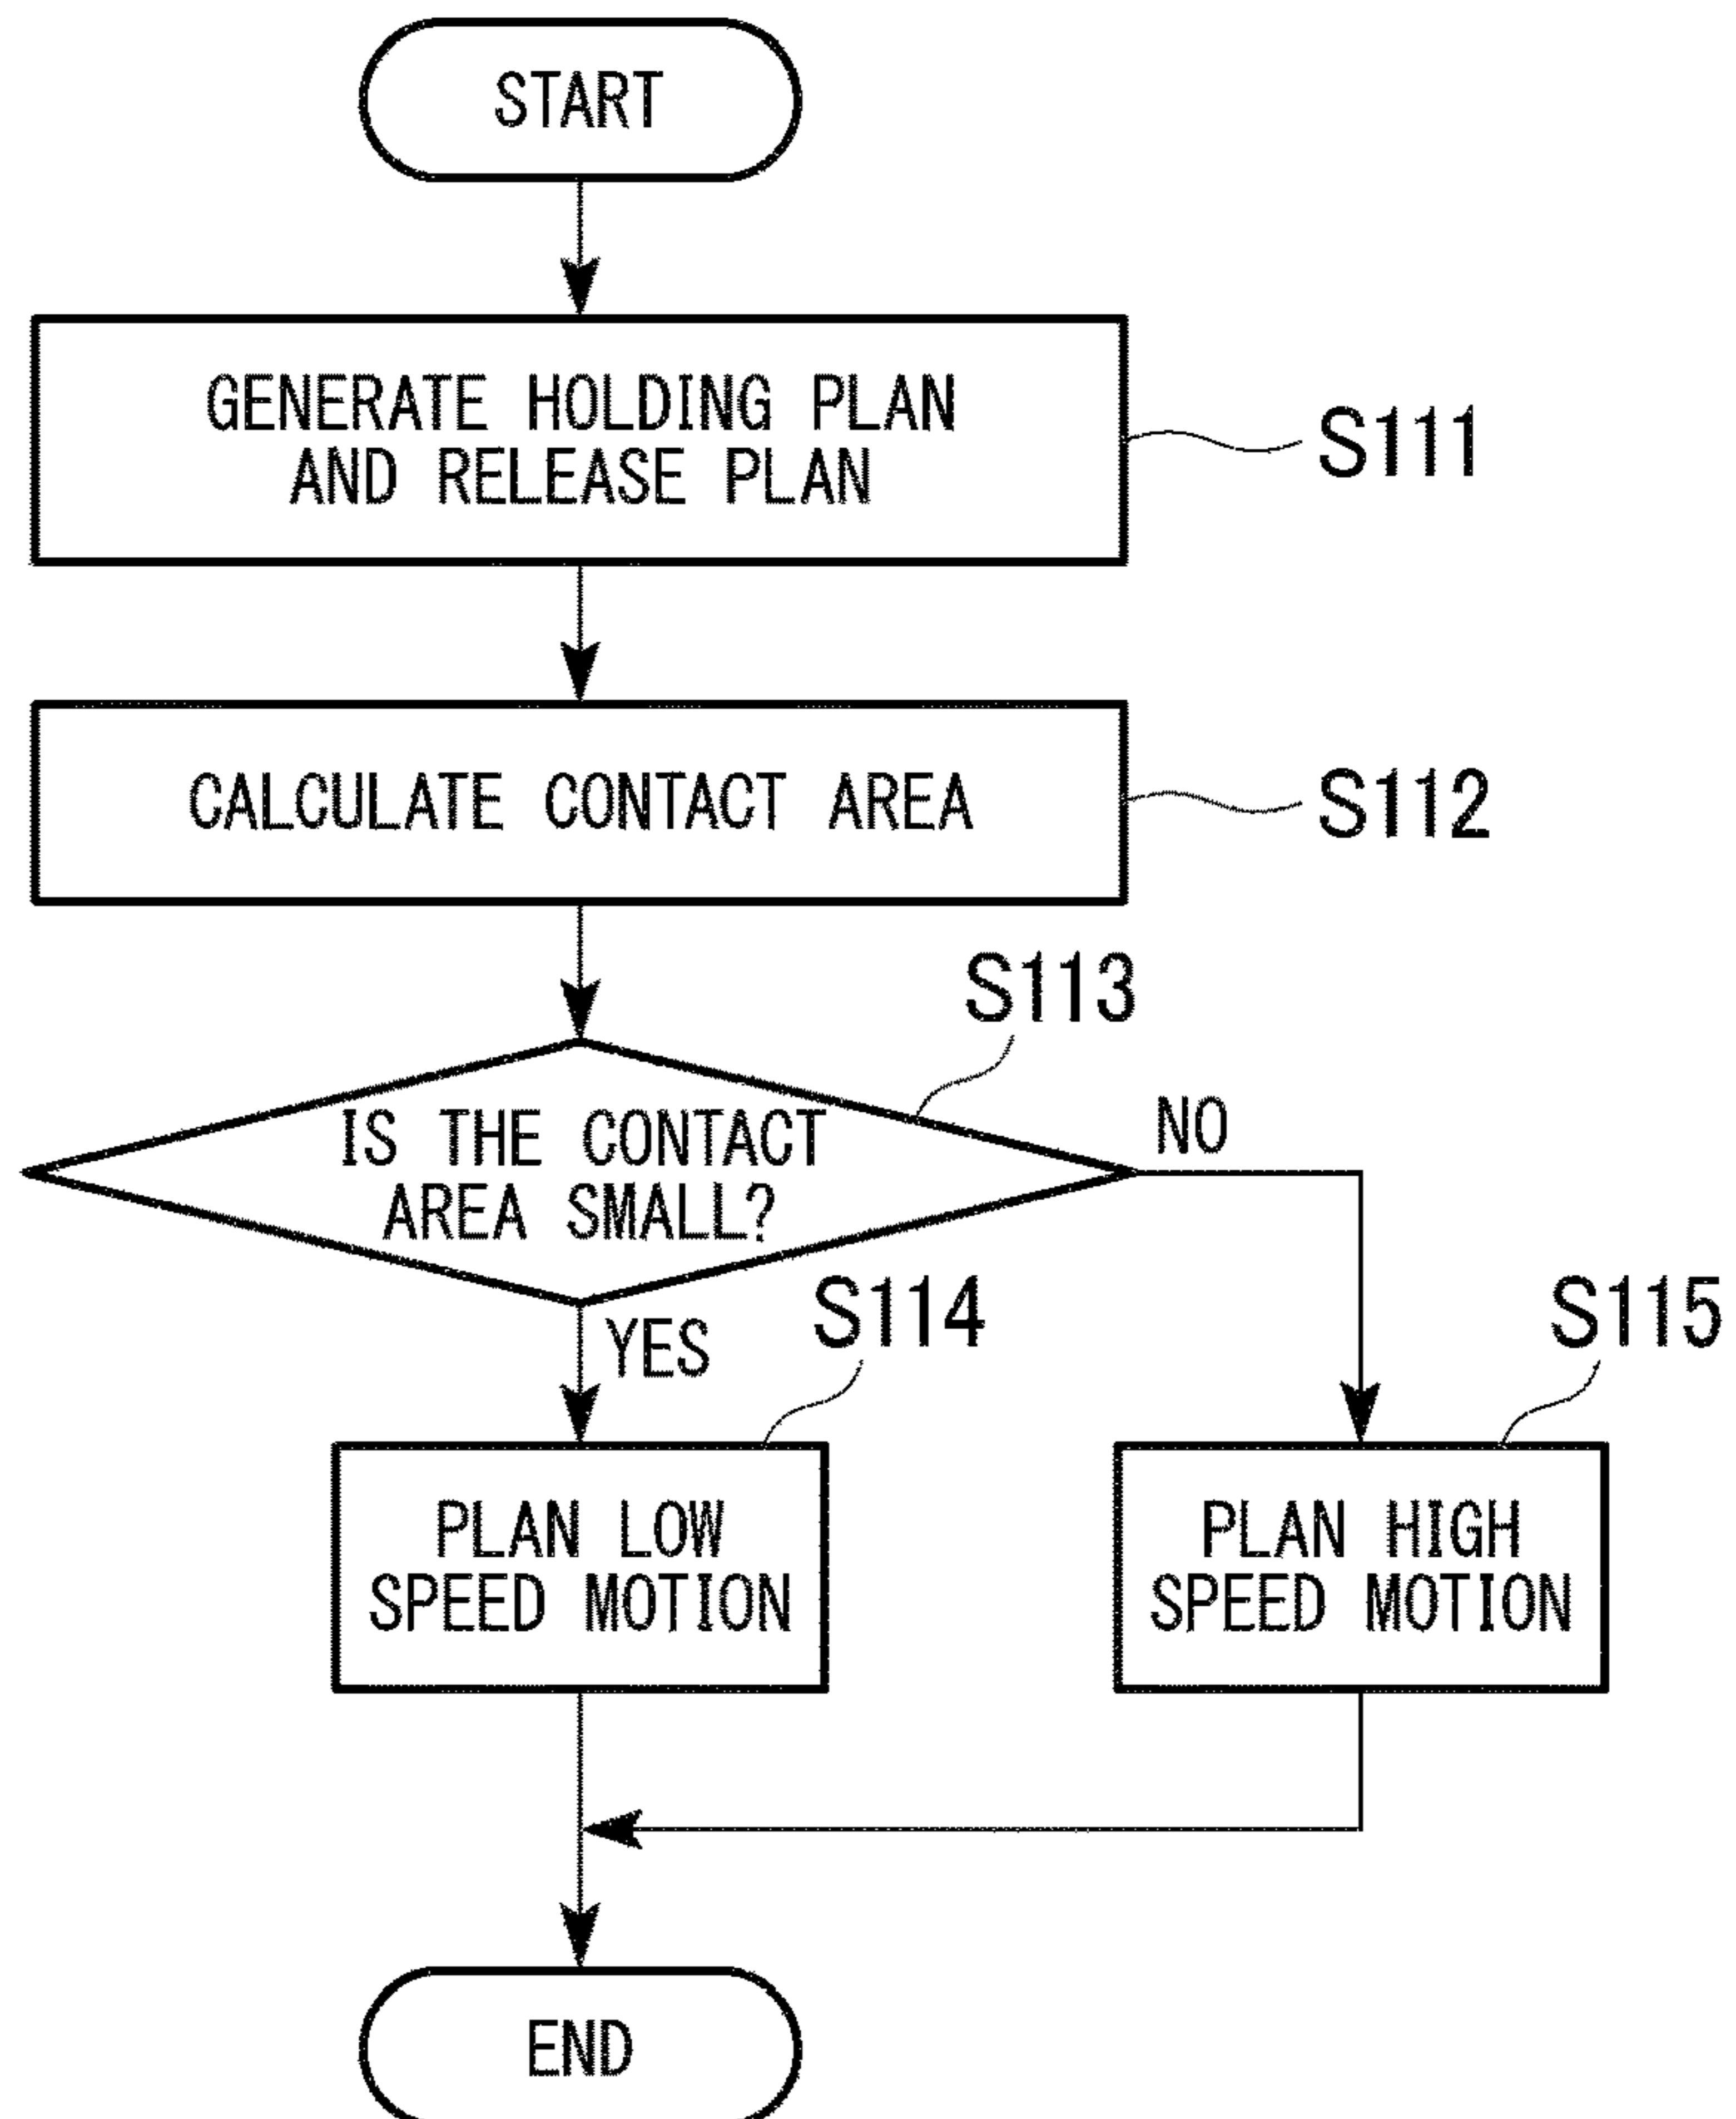 START
GENERATE HOLDING PLAN
AND RELEASE PLAN
S111
CALCULATE CONTACT AREA
S112
S113
IS THE CONTACT
AREA SMALL?
NO
YES
S114
S115
PLAN LOW
SPEED MOTION
PLAN HIGH
SPEED MOTION
END